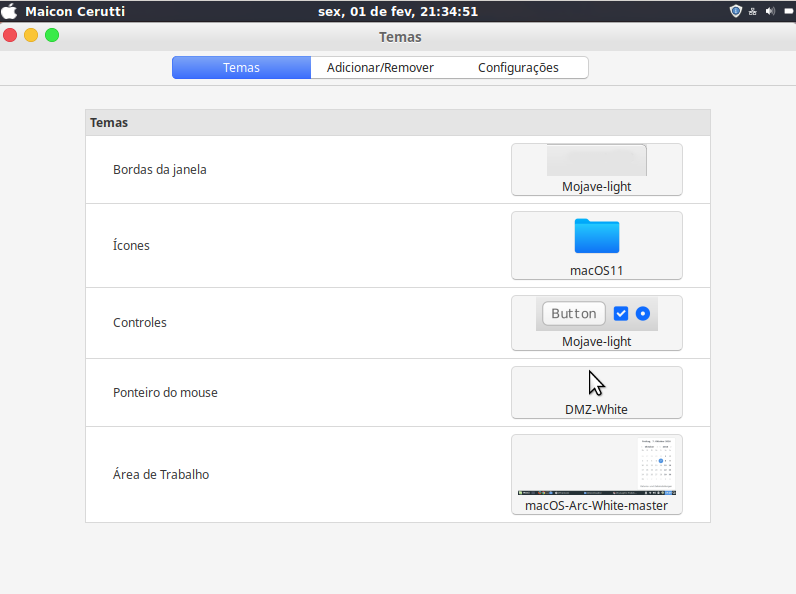 Maicon Cerutti
sex, 01 de fev, 21:34:51
Temas
Temas
Adicionar/Remover
Configurações
Temas
Bordas da janela
Mojave-light
Ícones
macOS11
Controles
Button
Mojave-light
Ponteiro do mouse
DMZ-White
Área de Trabalho
macOS-Arc-White-master